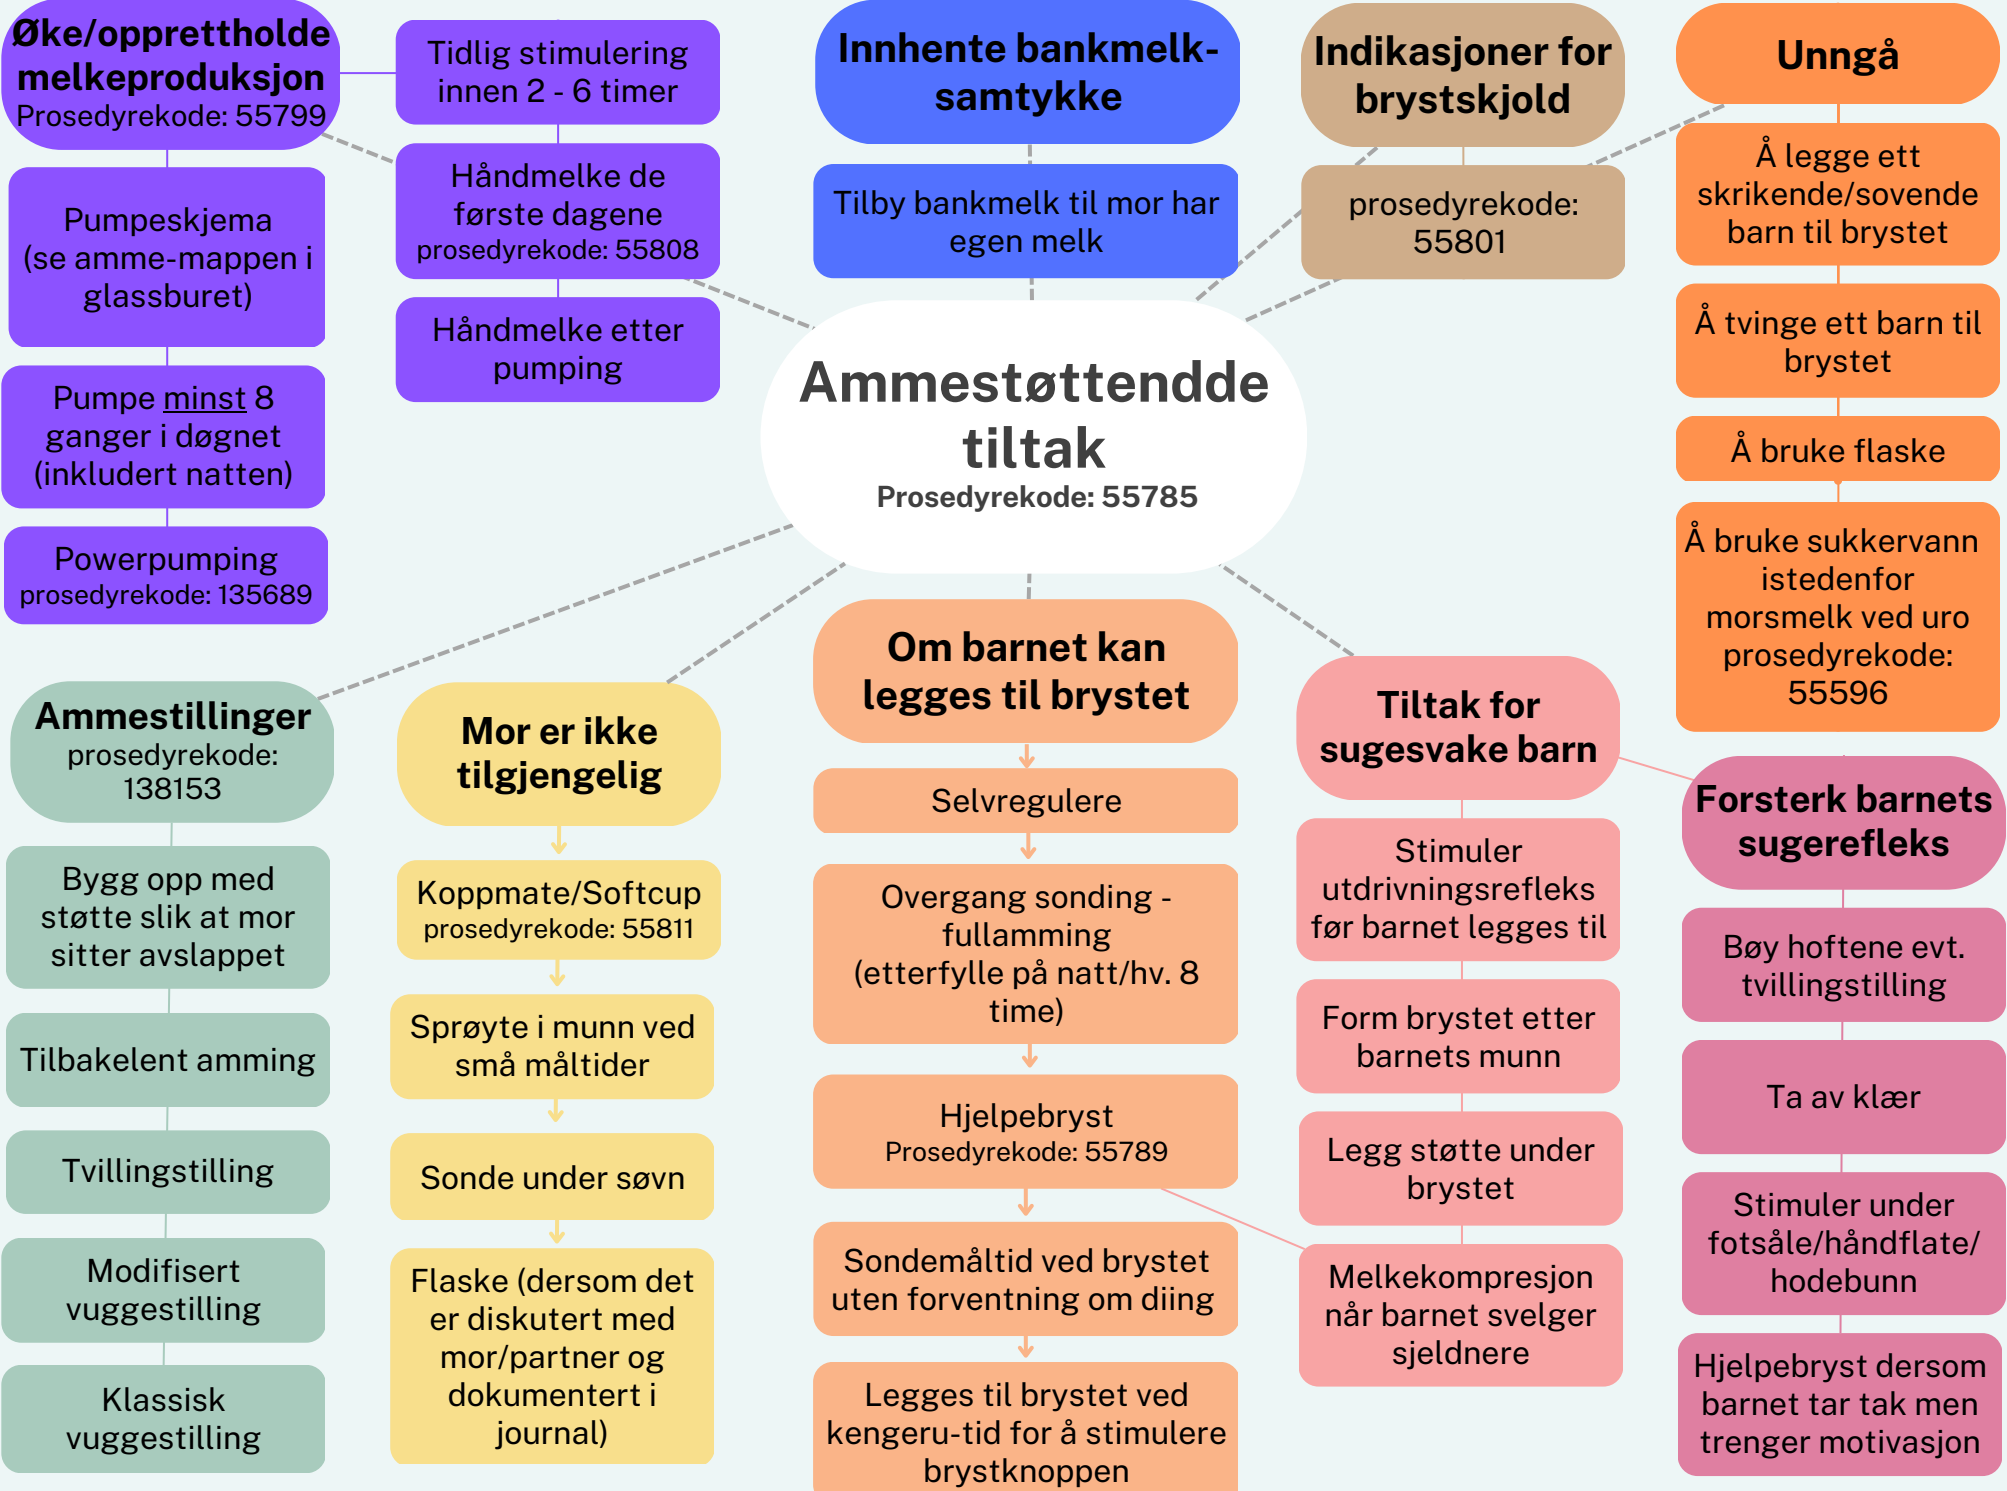 Øke/opprettholde
melkeproduksjon
Prosedyrekode: 55799
Pumpeskjema
(se amme-mappen i
glassburet)
Pumpe minst 8
ganger i døgnet
(inkludert natten)
Powerpumping
prosedyrekode: 135689
Tidlig stimulering
innen 2 - 6 timer
Håndmelke de
første dagene
prosedyrekode: 55808
Håndmelke etter
pumping
Innhente bankmelk-
samtykke
Tilby bankmelk til mor har
egen melk
Indikasjoner for
brystskjold
prosedyrekode:
55801
Unngå
Å legge ett
skrikende/sovende
barn til brystet
Å tvinge ett barn til
brystet
Å bruke flaske
Å bruke sukkervann
istedenfor
morsmelk ved uro
prosedyrekode:
55596
Ammestøttendde
tiltak
Prosedyrekode: 55785
Ammestillinger
prosedyrekode:
138153
Bygg opp med
støtte slik at mor
sitter avslappet
Tilbakelent amming
Tvillingstilling
Modifisert
vuggestilling
Klassisk
vuggestilling
Mor er ikke
tilgjengelig
Koppmate/Softcup
prosedyrekode: 55811
Sprøyte i munn ved
små måltider
Sonde under søvn
Flaske (dersom det
er diskutert med
mor/partner og
dokumentert i
journal)
Om barnet kan
legges til brystet
Selvregulere
Overgang sonding -
fullamming
(etterfylle på natt/hv. 8
time)
Hjelpebryst
Prosedyrekode: 55789
Sondemåltid ved brystet
uten forventning om diing
Legges til brystet ved
kengeru-tid for å stimulere
brystknoppen
Tiltak for
sugesvake barn
Stimuler
utdrivningsrefleks
før barnet legges til
Form brystet etter
barnets munn
Legg støtte under
brystet
Melkekompresjon
når barnet svelger
sjeldnere
Forsterk barnets
sugerefleks
Bøy hoftene evt.
tvillingstilling
Ta av klær
Stimuler under
fotsåle/håndflate/
hodebunn
Hjelpebryst dersom
barnet tar tak men
trenger motivasjon